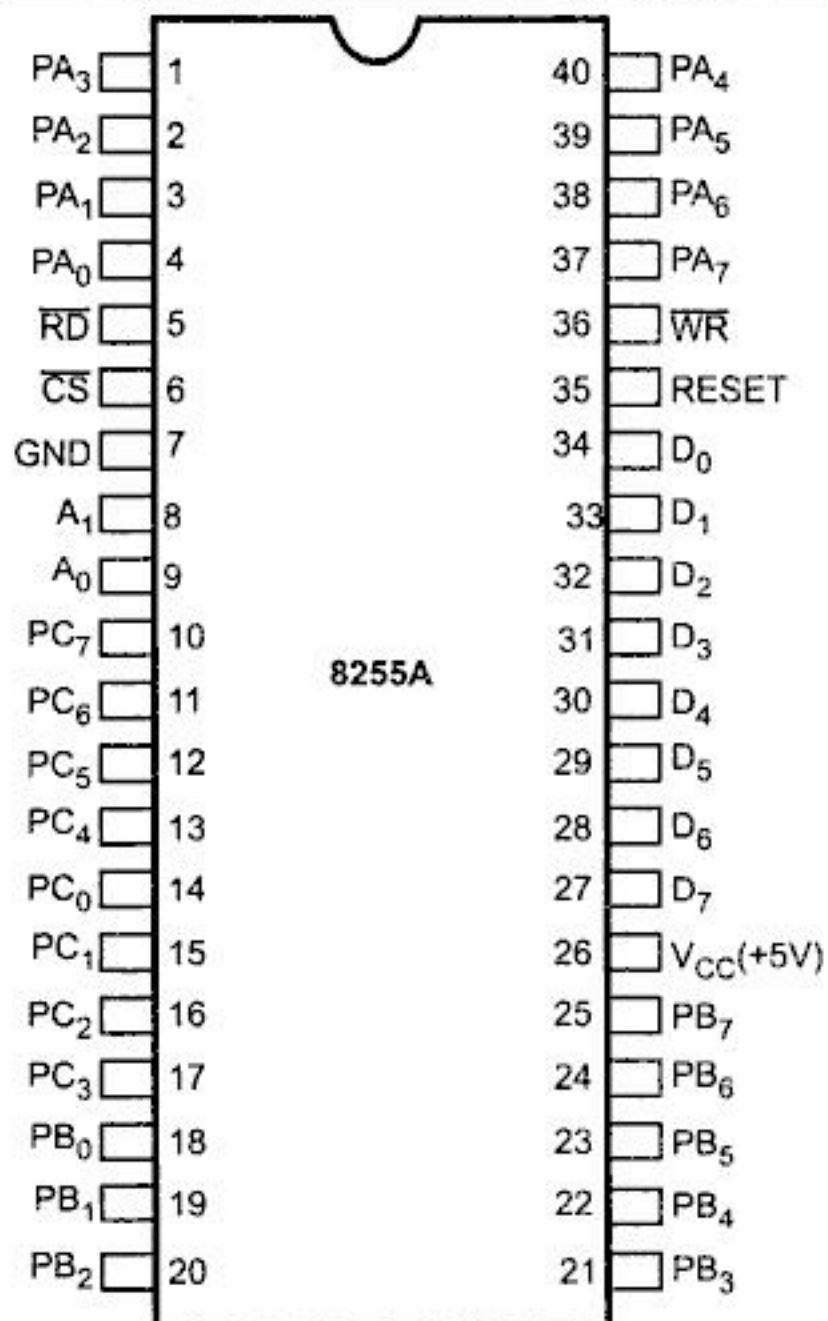 PA₃ 1 40 PA₄
PA₂ 2 39 PA₅
PA₁ 3 38 PA₆
PA₀ 4 37 PA₇
R̅D̅ 5 36 W̅R̅
C̅S̅ 6 35 RESET
GND 7 34 D₀
A₁ 8 33 D₁
A₀ 9 32 D₂
PC₇ 10 31 D₃
8255A
PC₆ 11 30 D₄
PC₅ 12 29 D₅
PC₄ 13 28 D₆
PC₀ 14 27 D₇
PC₁ 15 26 V_CC(+5V)
PC₂ 16 25 PB₇
PC₃ 17 24 PB₆
PB₀ 18 23 PB₅
PB₁ 19 22 PB₄
PB₂ 20 21 PB₃